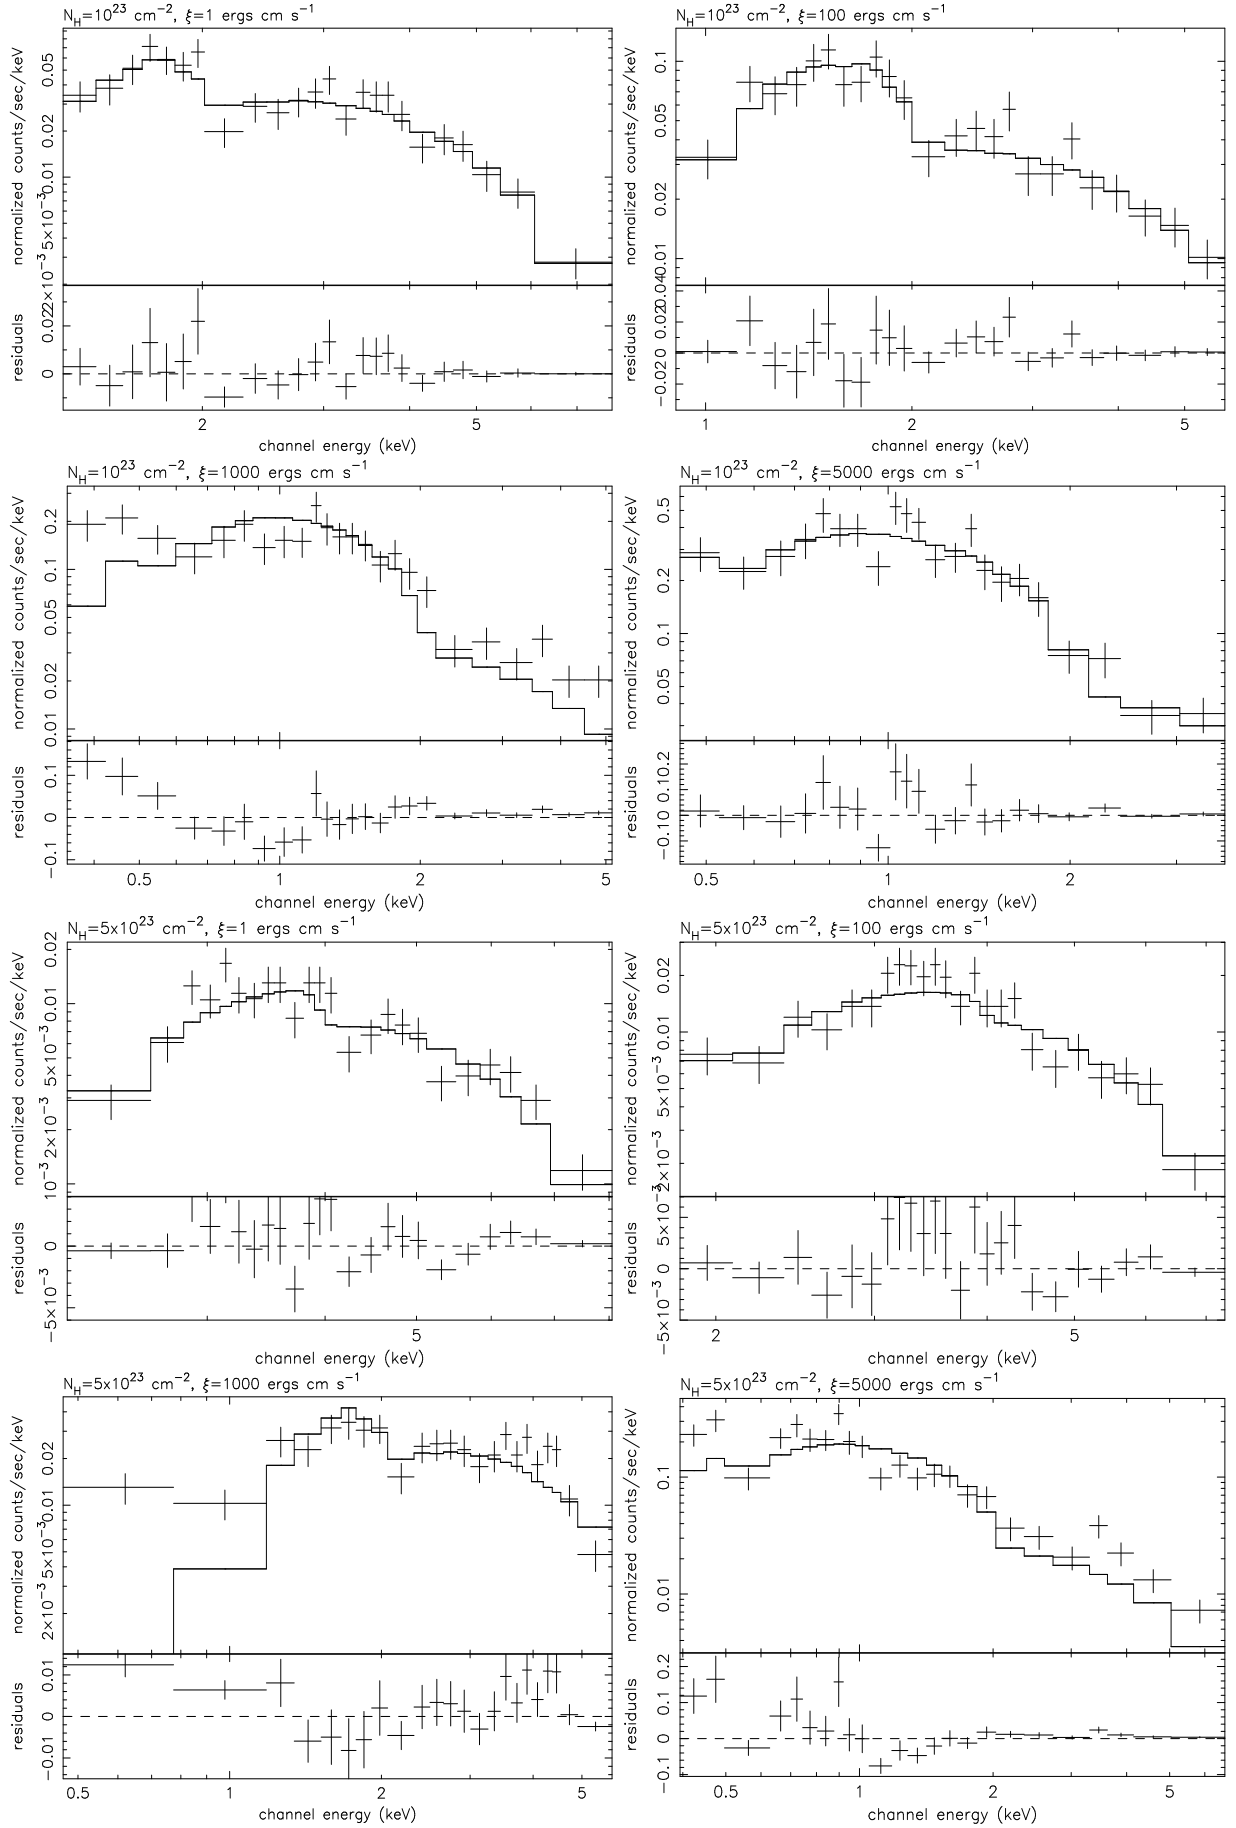 N_H=10^23 cm^−2, ξ=1 ergs cm s^−1
normalized counts/sec/keV
2×10^−3 5×10^−3 0.01 0.02 0.05
residuals
0 0.02
2 5
channel energy (keV)
N_H=10^23 cm^−2, ξ=100 ergs cm s^−1
normalized counts/sec/keV
0.01 0.02 0.1
residuals
−0.02 0 0.02 0.04
1 2 5
channel energy (keV)
N_H=10^23 cm^−2, ξ=1000 ergs cm s^−1
normalized counts/sec/keV
0.01 0.02 0.05 0.1 0.2
residuals
−0.1 0 0.1
0.5 1 2 5
channel energy (keV)
N_H=10^23 cm^−2, ξ=5000 ergs cm s^−1
normalized counts/sec/keV
0.05 0.1 0.2 0.5
residuals
−0.1 0 0.1 0.2
0.5 1 2
channel energy (keV)
N_H=5x10^23 cm^−2, ξ=1 ergs cm s^−1
normalized counts/sec/keV
10^−3 2×10^−3 5×10^−3 0.01 0.02
residuals
−5×10^−3 0
5
channel energy (keV)
N_H=5x10^23 cm^−2, ξ=100 ergs cm s^−1
normalized counts/sec/keV
2×10^−3 5×10^−3 0.01 0.02
residuals
−5×10^−3 0 5×10^−3
2 5
channel energy (keV)
N_H=5x10^23 cm^−2, ξ=1000 ergs cm s^−1
normalized counts/sec/keV
2×10^−3 5×10^−3 0.01 0.02
residuals
−0.01 0 0.01
0.5 1 2 5
channel energy (keV)
N_H=5x10^23 cm^−2, ξ=5000 ergs cm s^−1
normalized counts/sec/keV
0.01 0.1
residuals
−0.1 0 0.1 0.2
0.5 1 2 5
channel energy (keV)